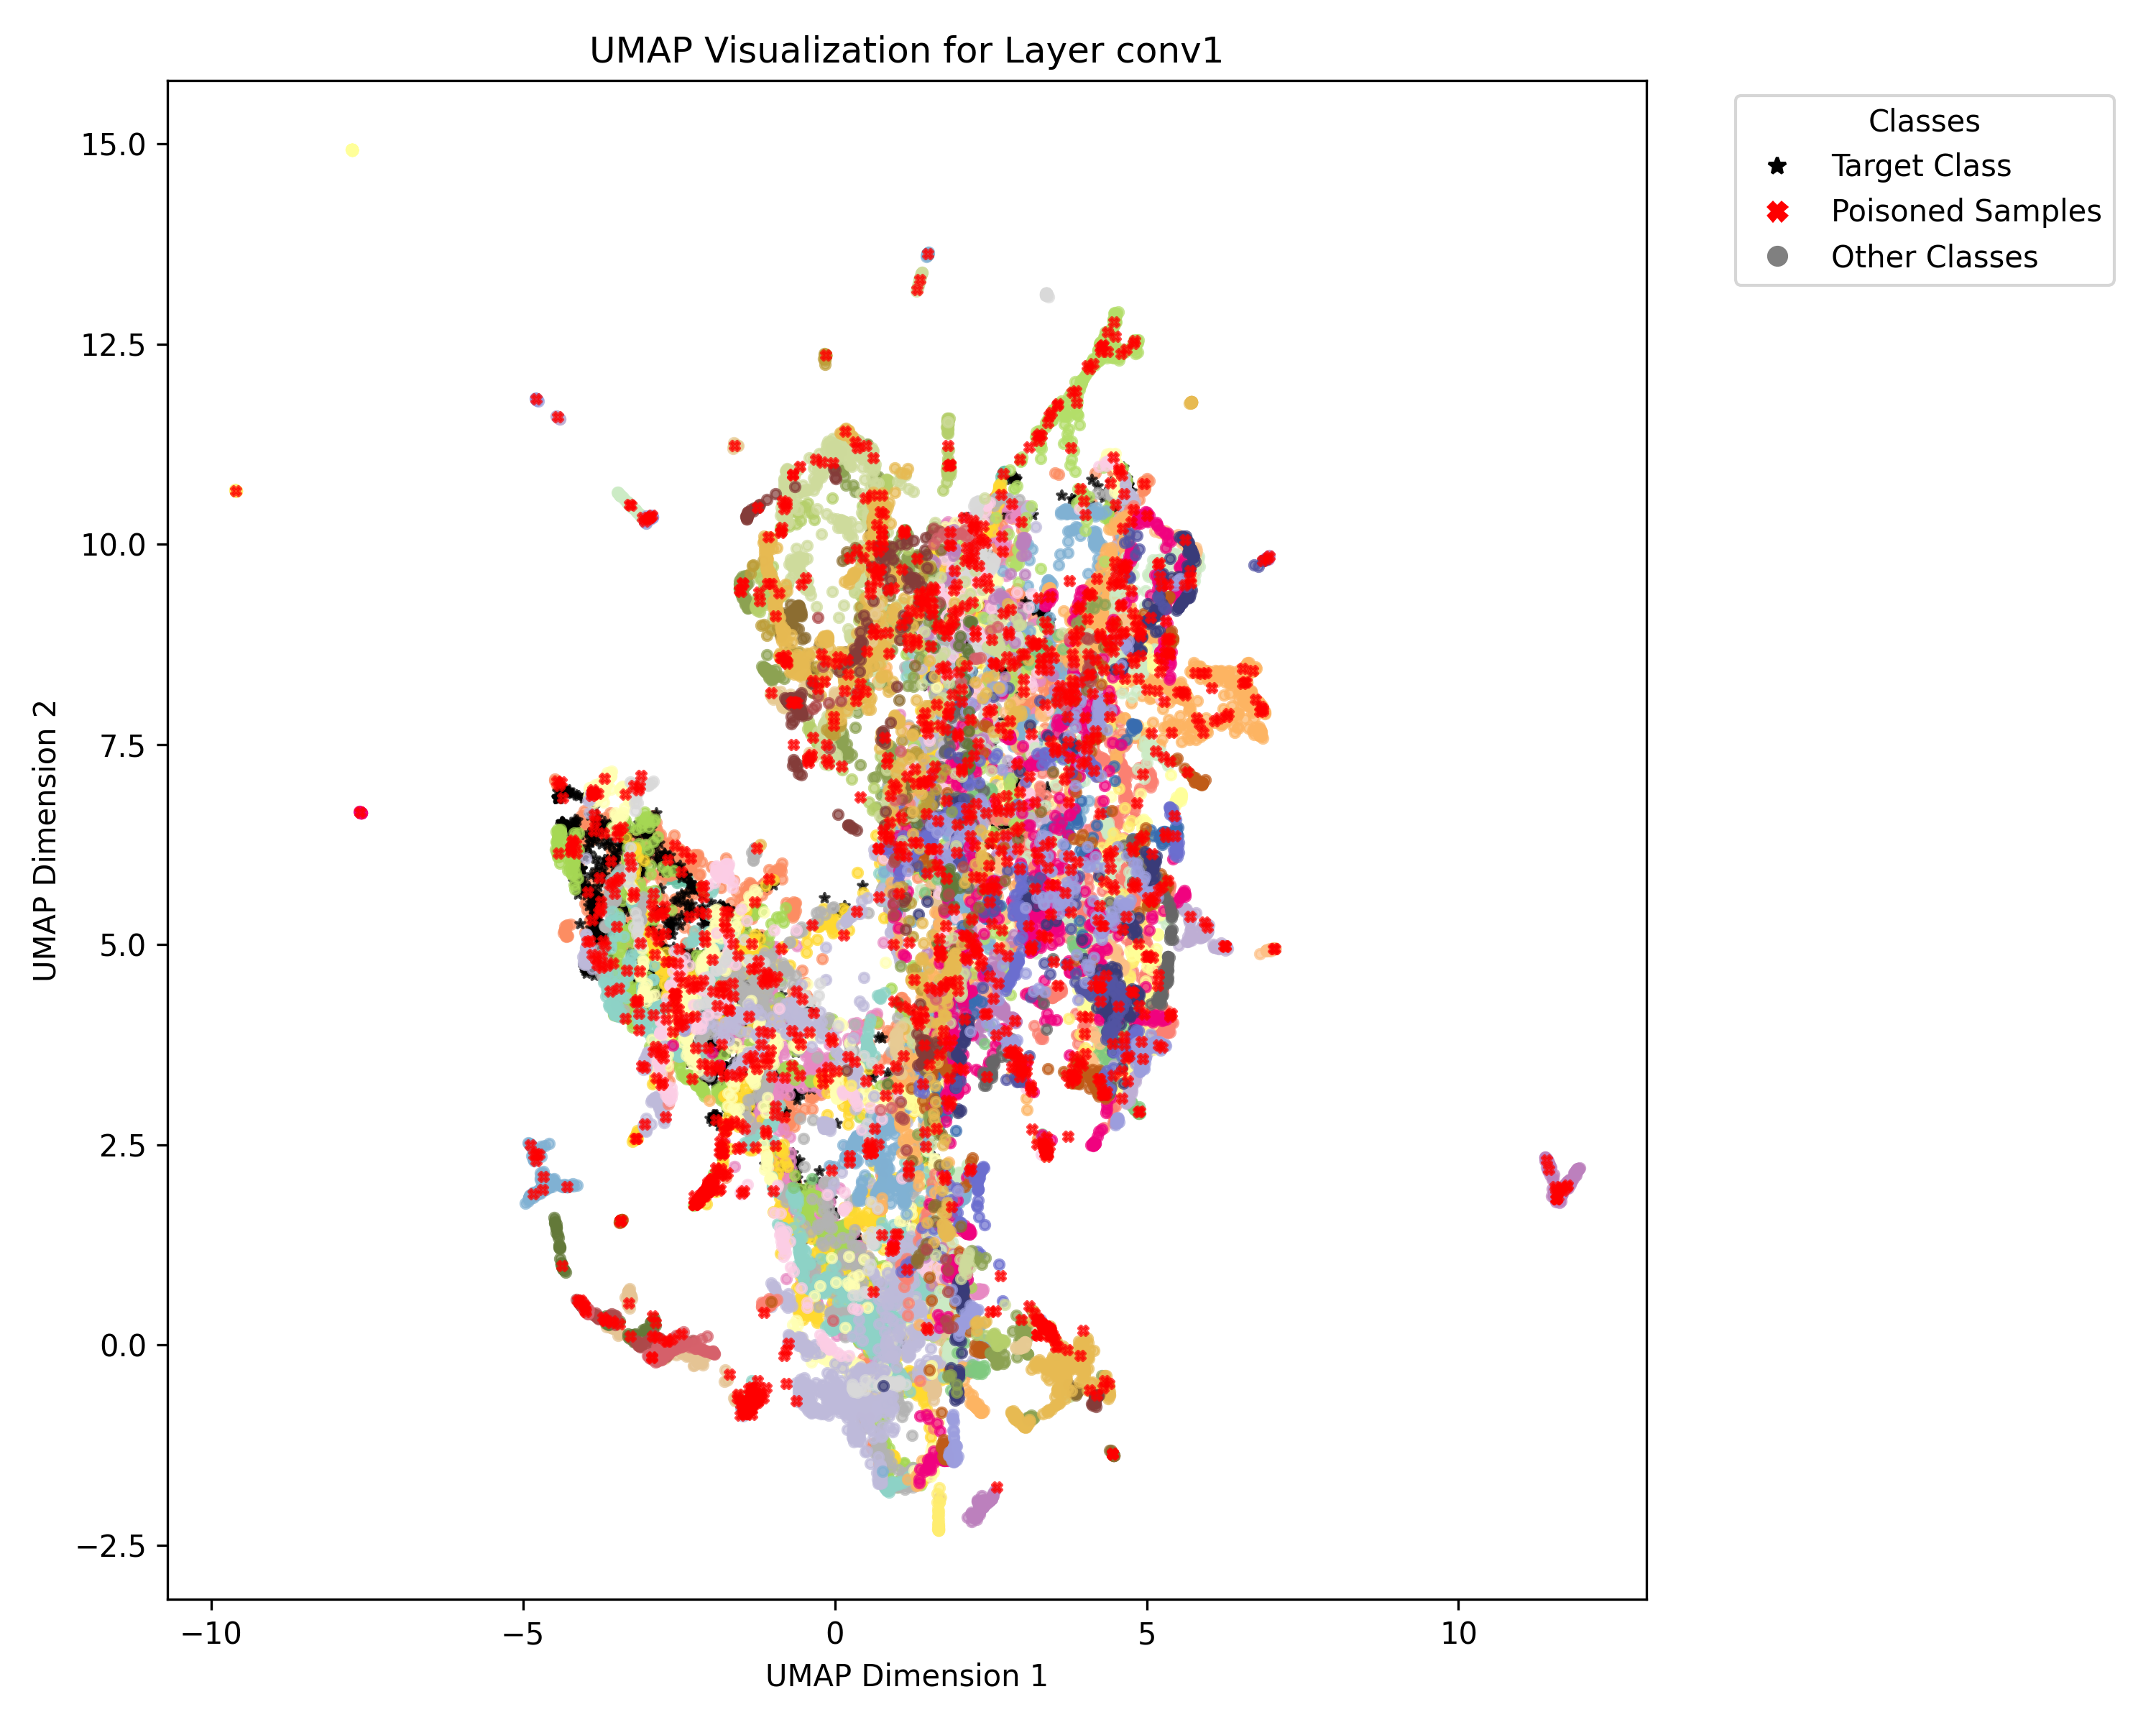 UMAP Visualization for Layer conv1
Classes
Target Class
Poisoned Samples
Other Classes
15.0
12.5
10.0
7.5
5.0
2.5
0.0
−2.5
UMAP Dimension 2
−10
−5
0
5
10
UMAP Dimension 1